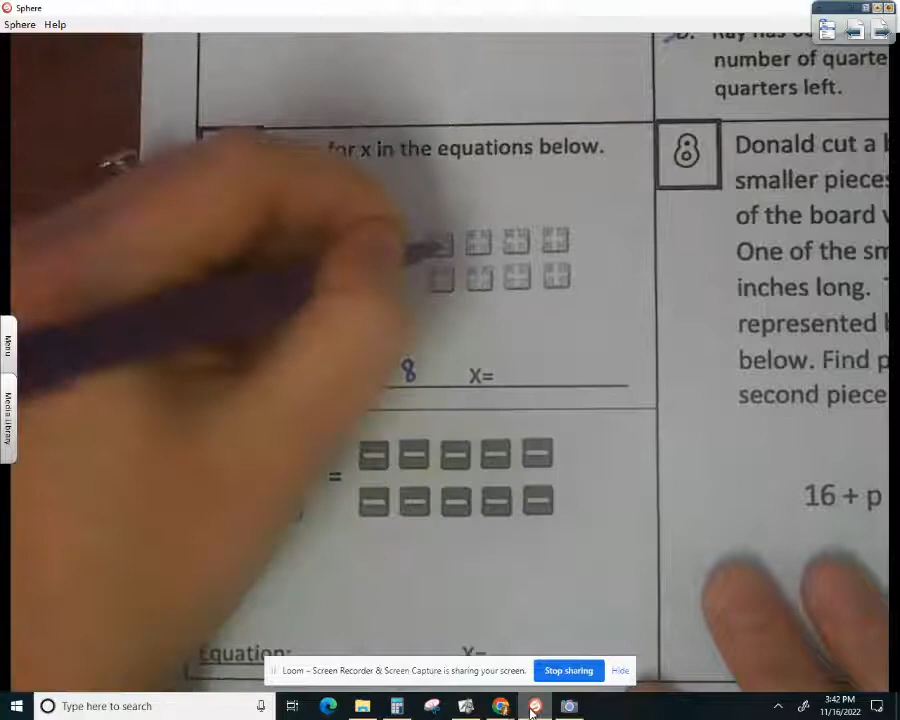 Sphere
Sphere Help
number of quarte
quarters left.
for x in the equations below.
8 X=
=
Equation:
8
Donald cut a
smaller pieces
of the board
One of the sm
inches long.
represented
below. Find p
second piece
16 + p
Menu
Media Library
Loom – Screen Recorder & Screen Capture is sharing your screen.
Stop sharing
Hide
Type here to search
3:42 PM
11/16/2022